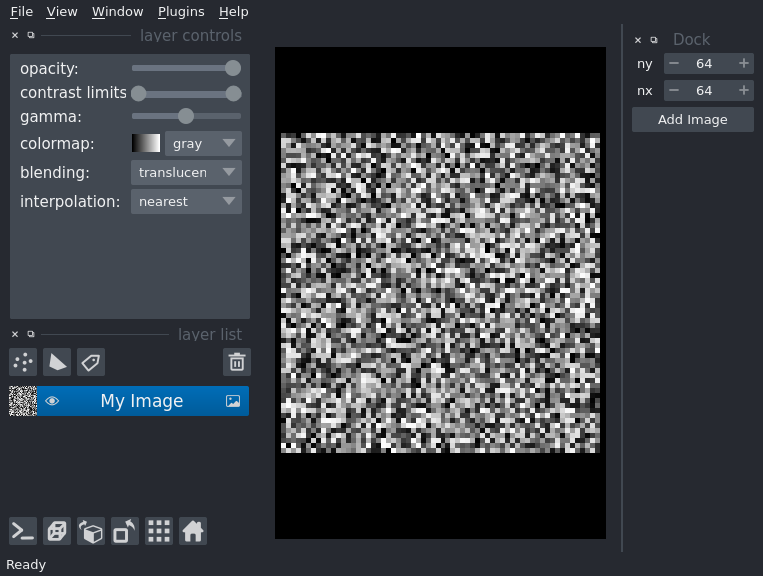 File View Window Plugins Help
layer controls
opacity:
contrast limits
gamma:
colormap: gray
blending: translucen
interpolation: nearest
layer list
My Image
Dock
ny 64
nx 64
Add Image
Ready